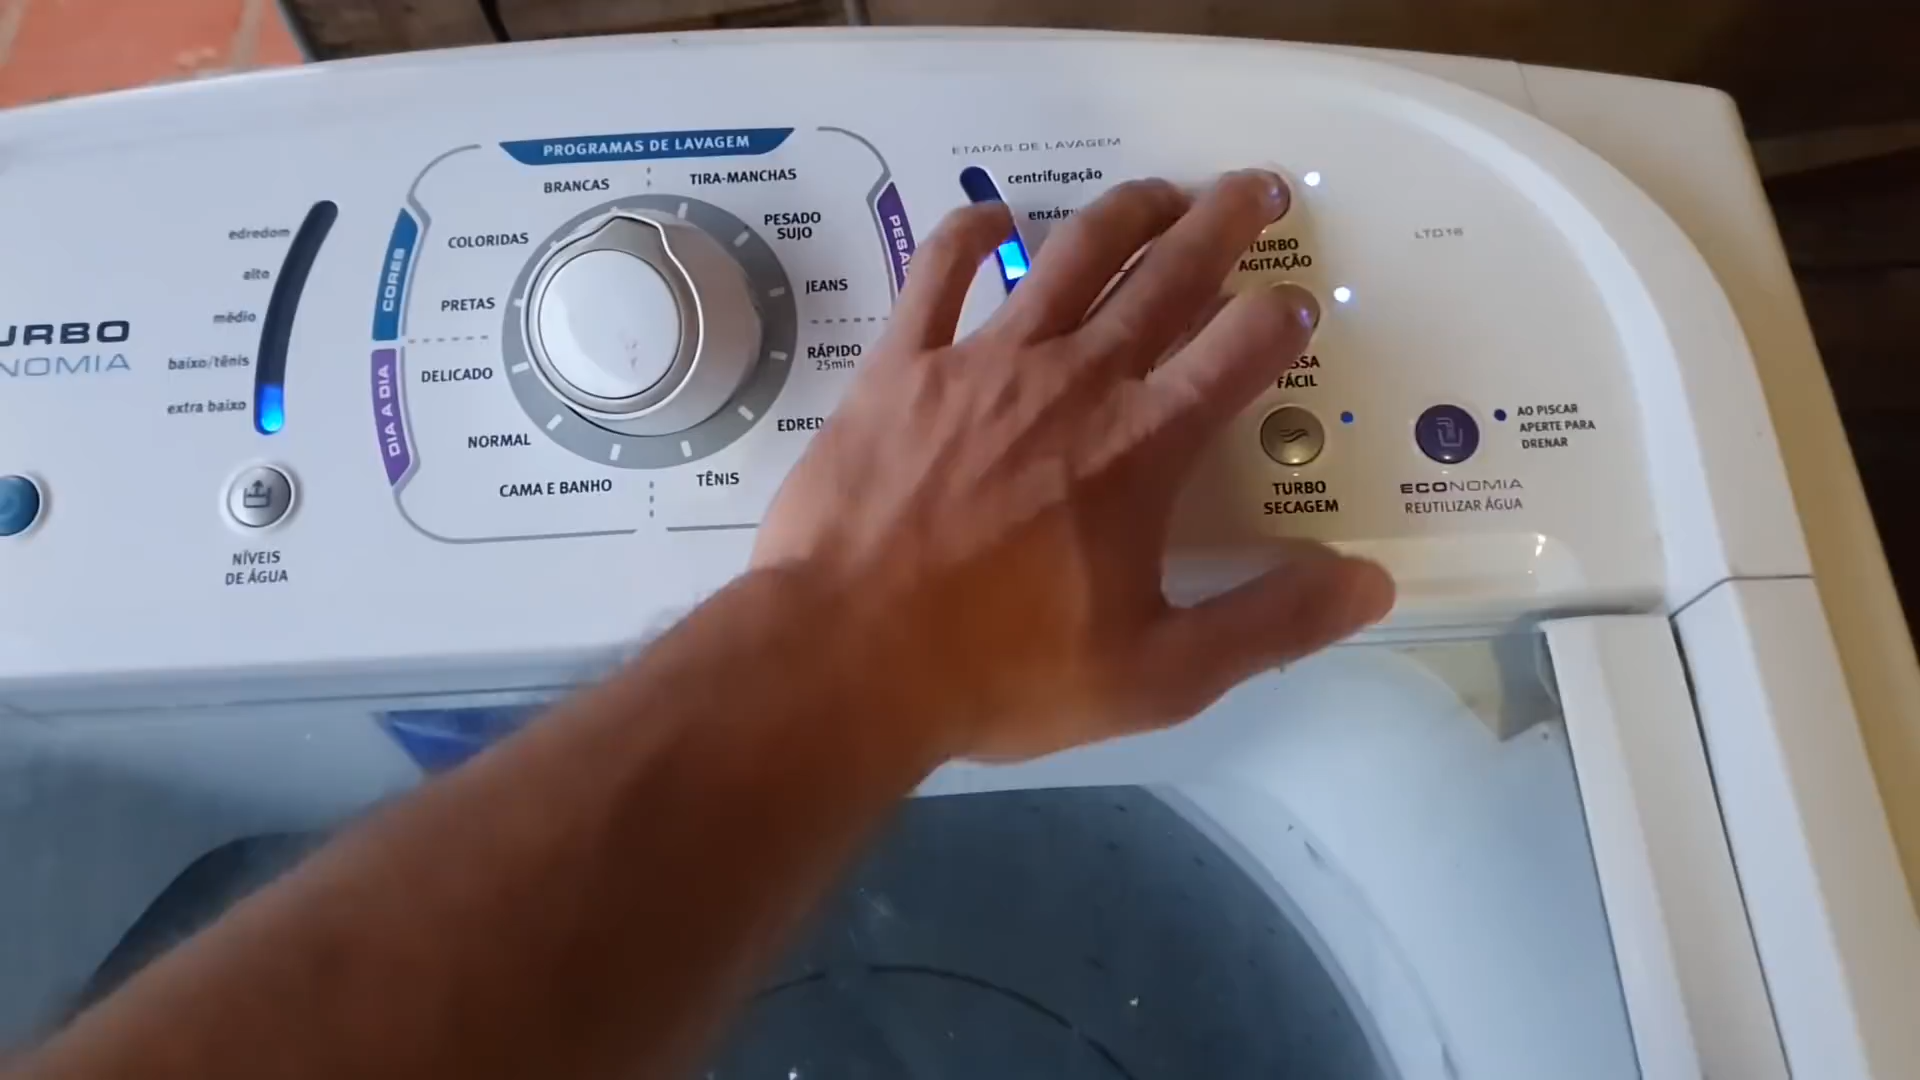 PROGRAMAS DE LAVAGEM
BRANCAS
TIRA-MANCHAS
COLORIDAS
PESADO
SUJO
PRETAS
JEANS
DELICADO
RÁPIDO
25min
NORMAL
CAMA E BANHO
TÊNIS
CORES
DIA A DIA
edredom
alto
médio
baixo/tênis
extra baixo
NÍVEIS
DE ÁGUA
ETAPAS DE LAVAGEM
centrifugação
TURBO
AGITAÇÃO
FÁCIL
TURBO
SECAGEM
LTD16
AO PISCAR
APERTE PARA
DRENAR
ECONOMIA
REUTILIZAR ÁGUA